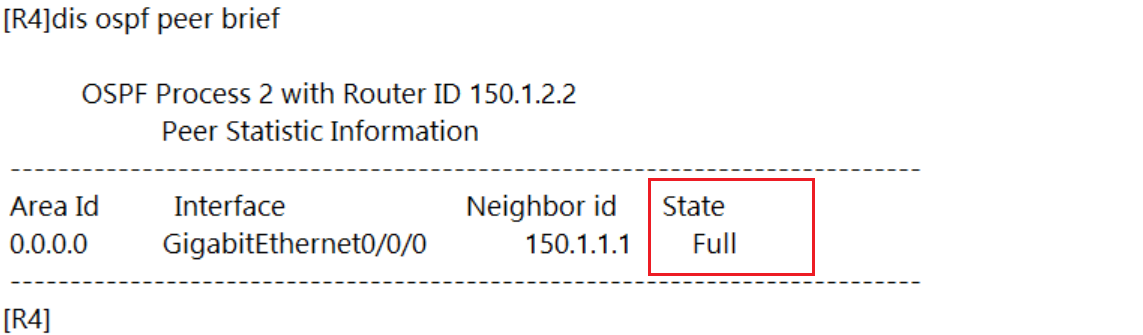 [R4]dis ospf peer brief
OSPF Process 2 with Router ID 150.1.2.2
Peer Statistic Information
----------------------------------------------------------------------------
Area Id Interface Neighbor id State
0.0.0.0 GigabitEthernet0/0/0 150.1.1.1 Full
----------------------------------------------------------------------------
[R4]